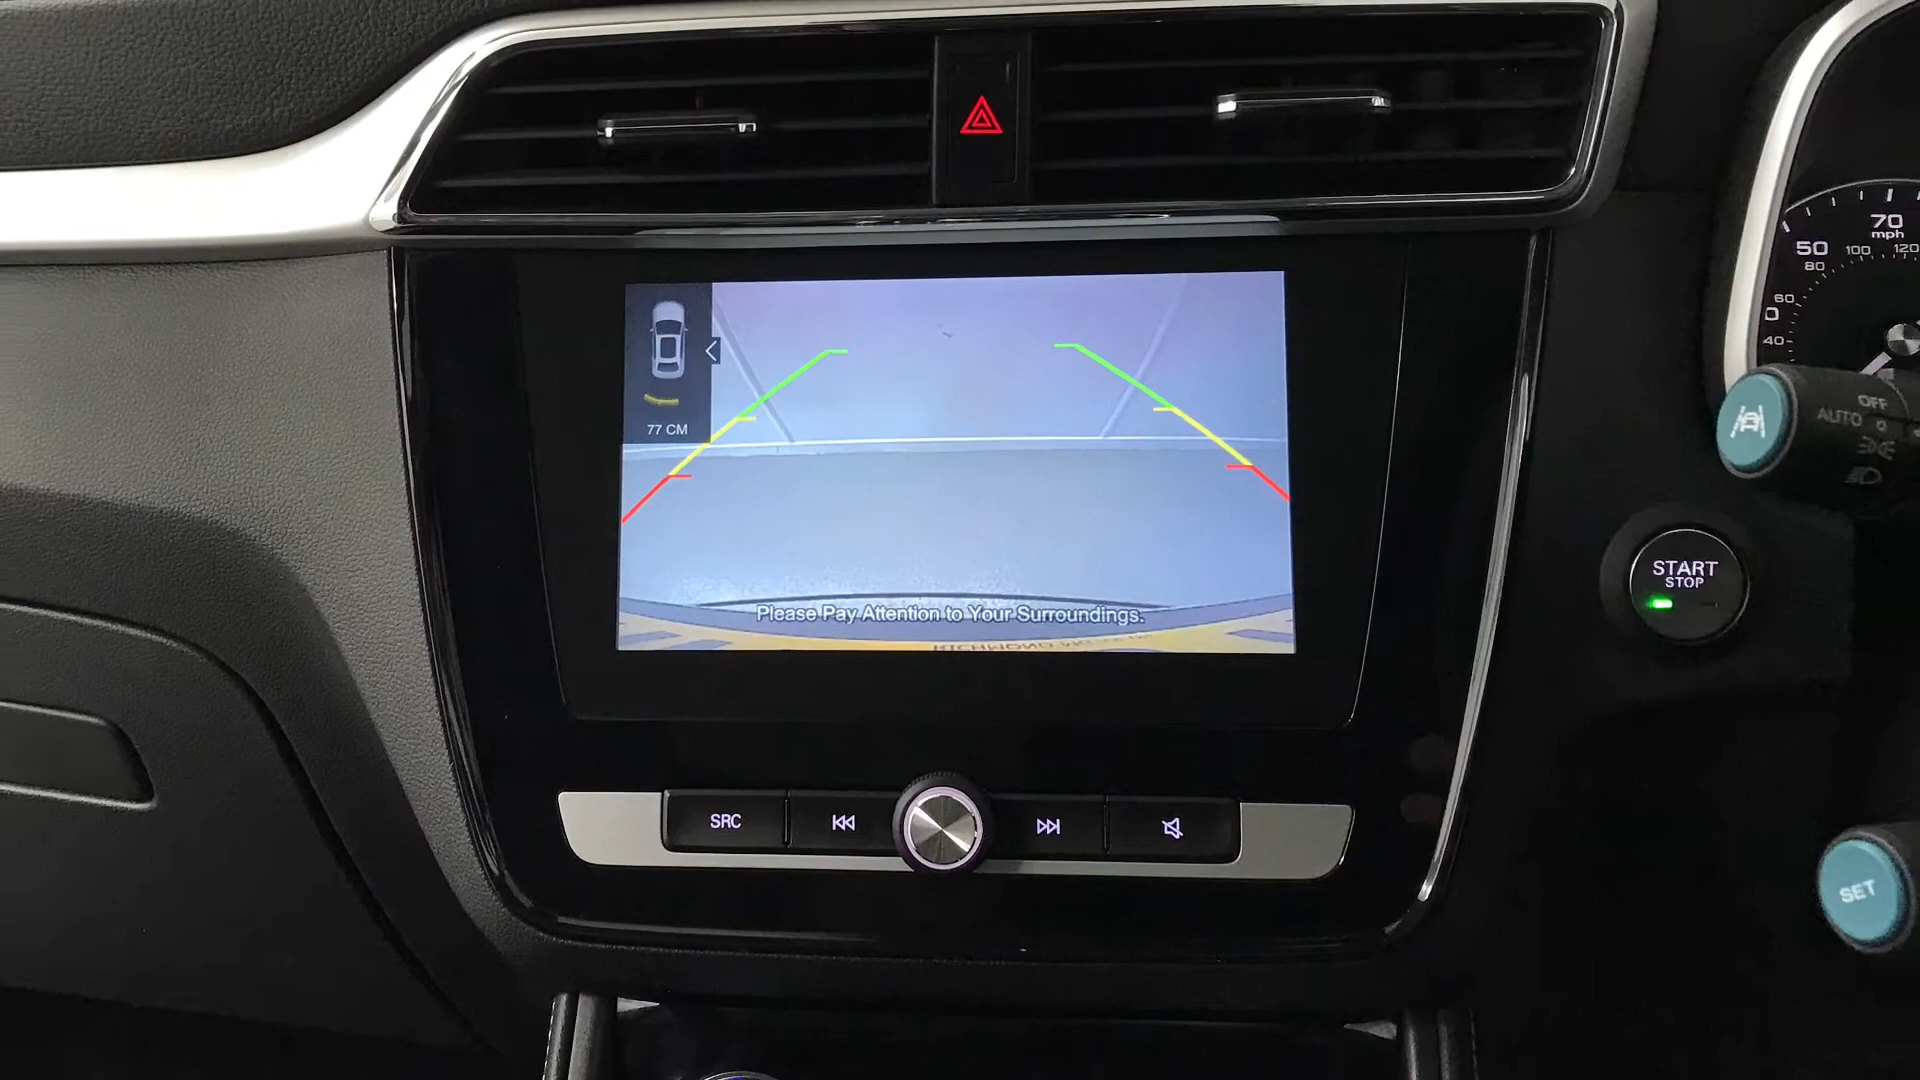 77 CM
Please Pay Attention to Your Surroundings.
SRC
70
mph
50
100
120
80
60
40
OFF
AUTO
START
STOP
SET